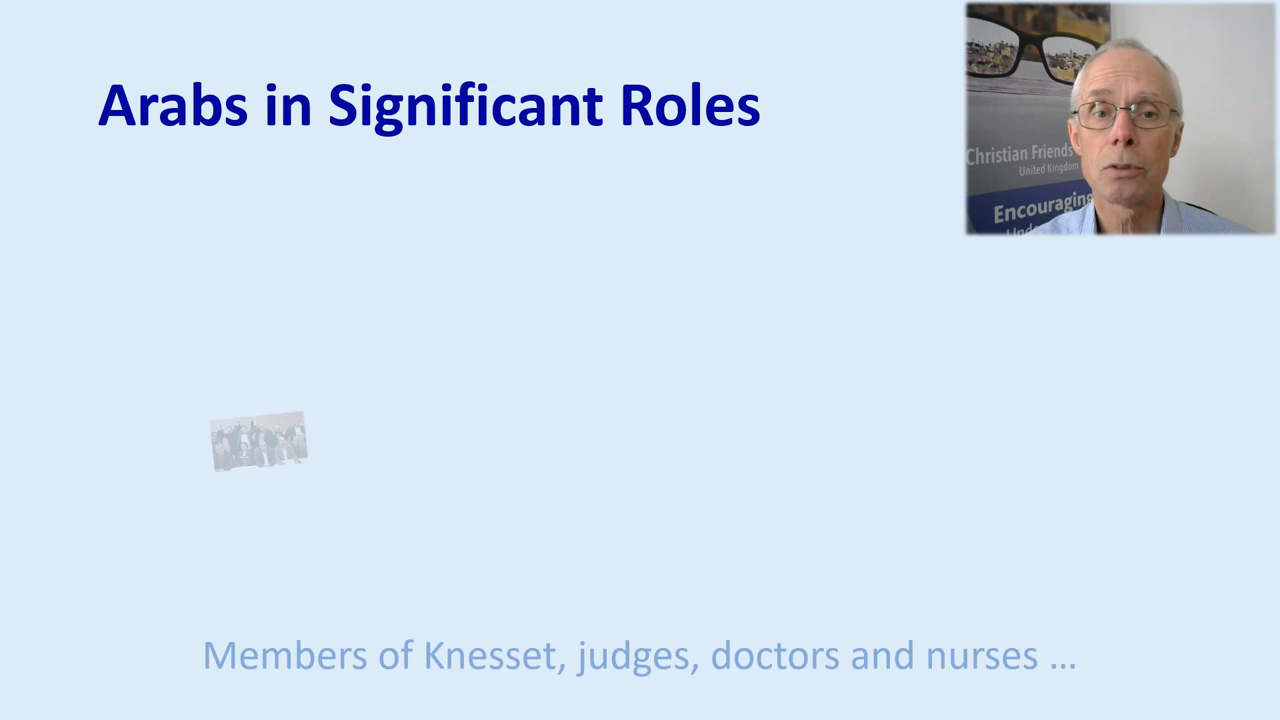 Arabs in Significant Roles
Christian Friends
United Kingdom
Encouraging
Members of Knesset, judges, doctors and nurses ...